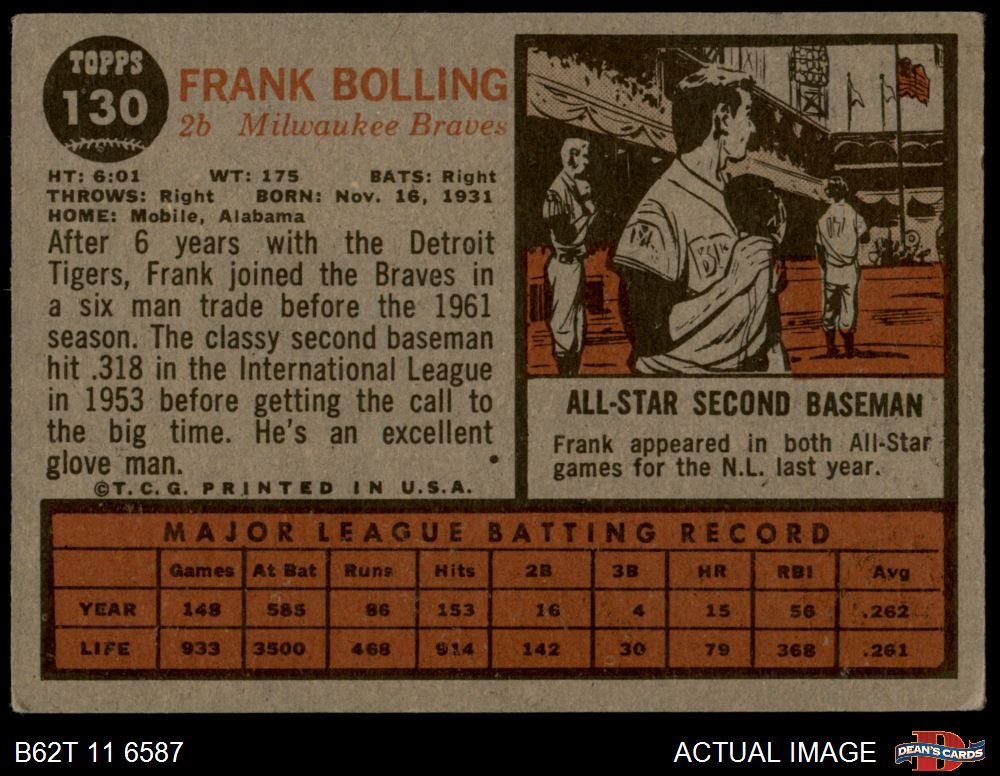 TOPPS
130
FRANK BOLLING
2b Milwaukee Braves
HT: 6:01 WT: 175 BATS: Right
THROWS: Right BORN: Nov. 16, 1931
HOME: Mobile, Alabama
After 6 years with the Detroit
Tigers, Frank joined the Braves in
a six man trade before the 1961
season. The classy second baseman
hit .318 in the International League
in 1953 before getting the call to
the big time. He's an excellent
glove man.
©T.C.G. PRINTED IN U.S.A.
ALL-STAR SECOND BASEMAN
Frank appeared in both All-Star
games for the N.L. last year.
MAJOR LEAGUE BATTING RECORD
Games At Bat Runs Hits 2B 3B HR RBI Avg
YEAR 148 585 86 153 16 4 15 56 .262
LIFE 933 3500 468 914 142 30 79 368 .261
B62T 11 6587
ACTUAL IMAGE
DEAN'S CARDS